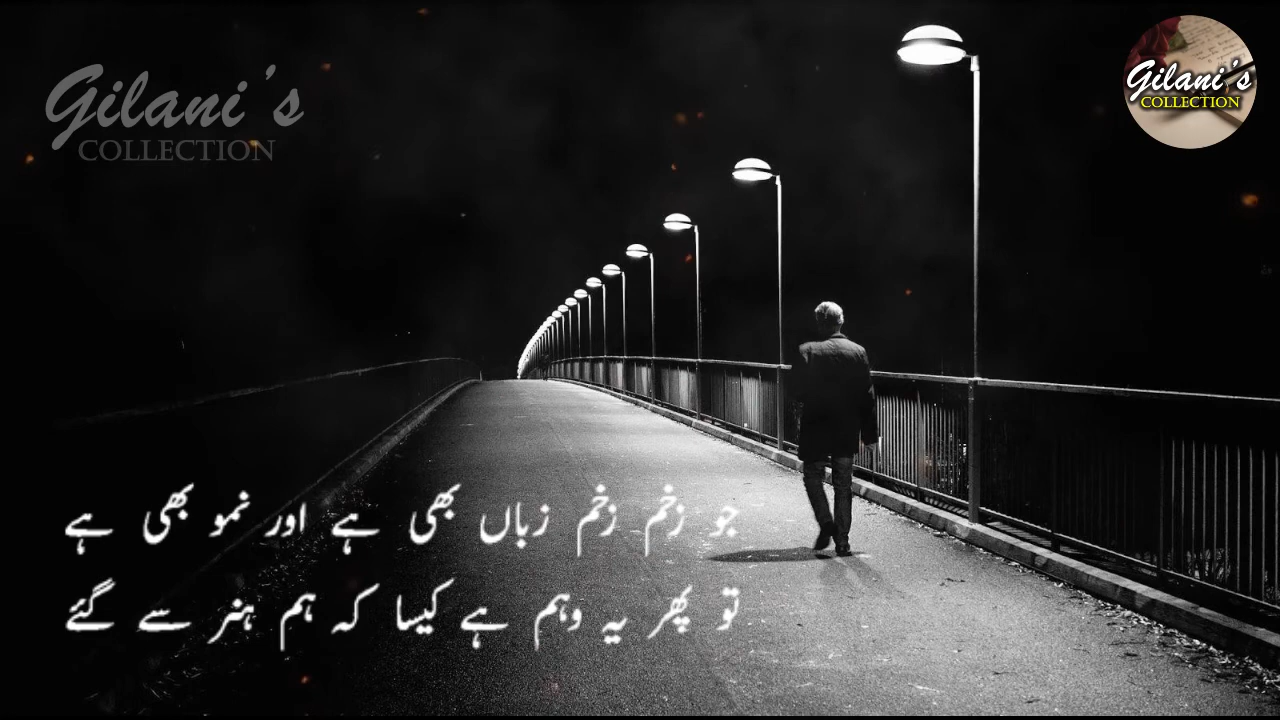 Gilani's
COLLECTION
Gilani's
COLLECTION
جو زخم زخم زباں بھی ہے اور نمو بھی ہے
تو پھر یہ وہم ہے کیسا کہ ہم ہنر سے گئے